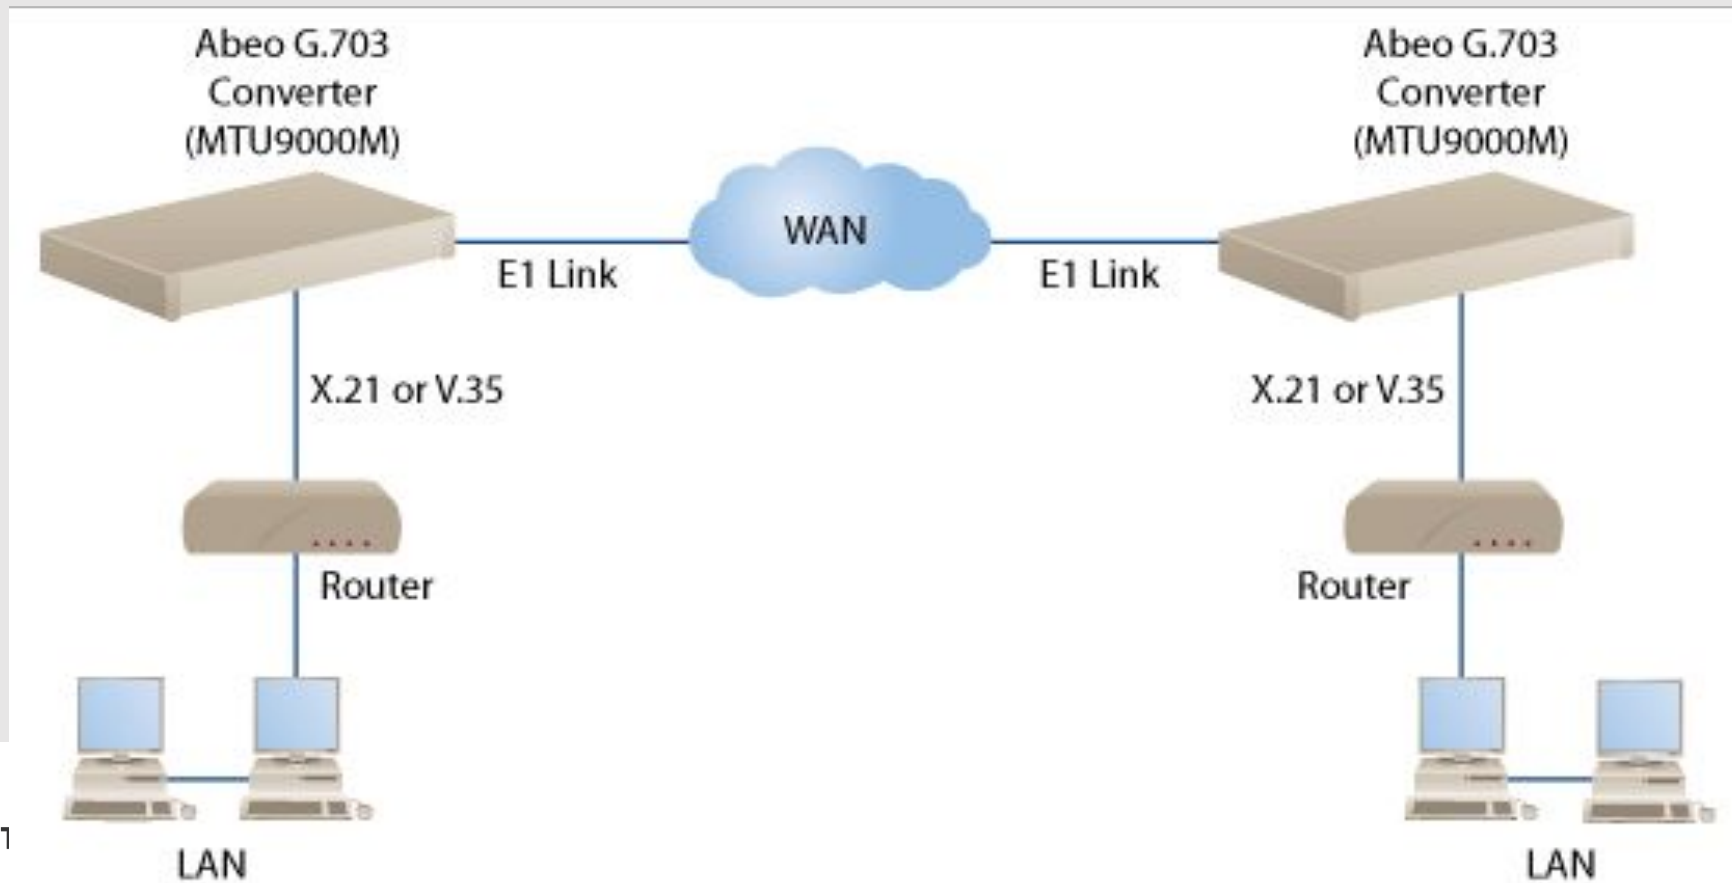 Abeo G.703
Converter
(MTU9000M)
Abeo G.703
Converter
(MTU9000M)
WAN
E1 Link
E1 Link
X.21 or V.35
X.21 or V.35
Router
Router
LAN
LAN